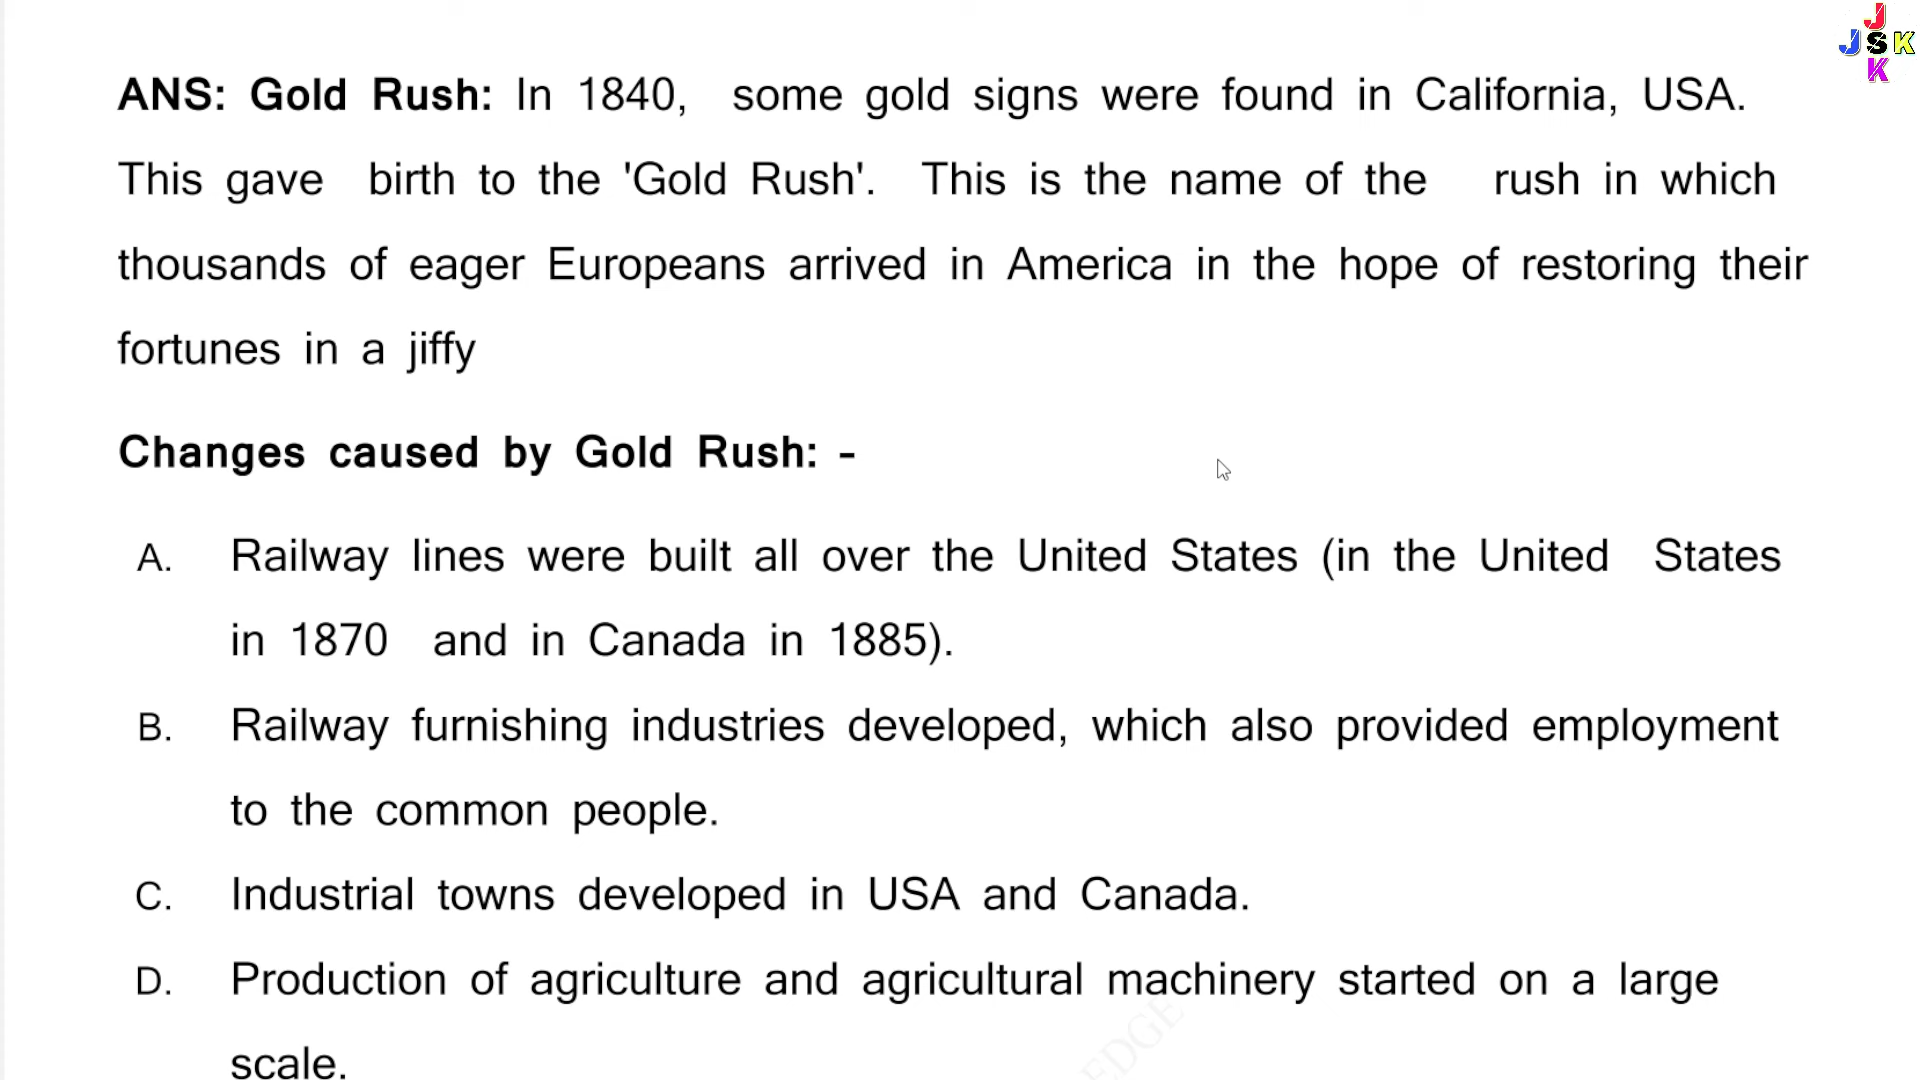 J
J S K
K
ANS: Gold Rush: In 1840, some gold signs were found in California, USA.
This gave birth to the 'Gold Rush'. This is the name of the rush in which
thousands of eager Europeans arrived in America in the hope of restoring their
fortunes in a jiffy
Changes caused by Gold Rush: -
A. Railway lines were built all over the United States (in the United States
in 1870 and in Canada in 1885).
B. Railway furnishing industries developed, which also provided employment
to the common people.
C. Industrial towns developed in USA and Canada.
D. Production of agriculture and agricultural machinery started on a large
scale.